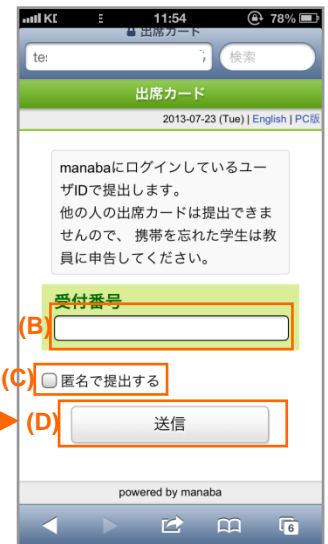 11:54
78%
出席カード
検索
出席カード
2013-07-23 (Tue) | English | PC版
manabaにログインしているユー
ザIDで提出します。
他の人の出席カードは提出できま
せんので、 携帯を忘れた学生は教
員に申告してください。
受付番号
(B)
(C) 匿名で提出する
(D) 送信
powered by manaba
6